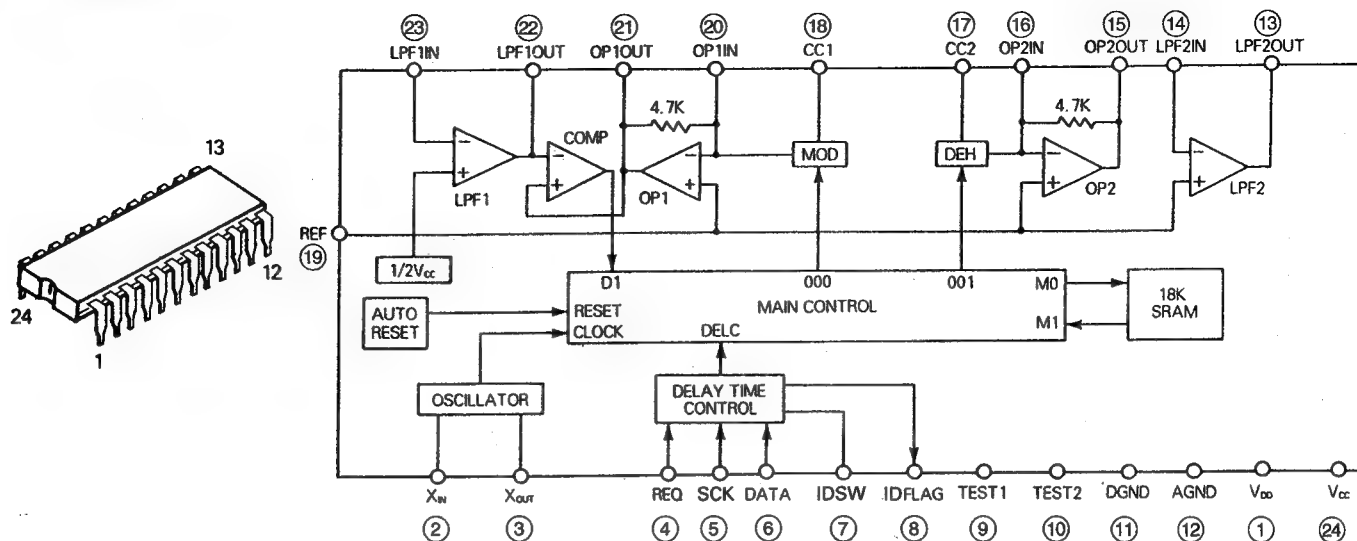 ㉓ ㉒ ㉑ ⑳ ⑱ ⑰ ⑯ ⑮ ⑭ ⑬
LPF1IN LPF1OUT OP1OUT OP1IN CC1 CC2 OP2IN OP2OUT LPF2IN LPF2OUT
4.7K 4.7K
COMP
− − − − −
MOD DEH
+ + + + +
LPF1 OP1 OP2 LPF2
13
12
24
1
REF
⑲
1/2Vcc
D1 000 001 M0
MAIN CONTROL
RESET
CLOCK DELC M1
AUTO
RESET
18K
SRAM
OSCILLATOR
DELAY TIME
CONTROL
XIN XOUT REQ SCK DATA IDSW IDFLAG TEST1 TEST2 DGND AGND VDD VCC
② ③ ④ ⑤ ⑥ ⑦ ⑧ ⑨ ⑩ ⑪ ⑫ ① ㉔